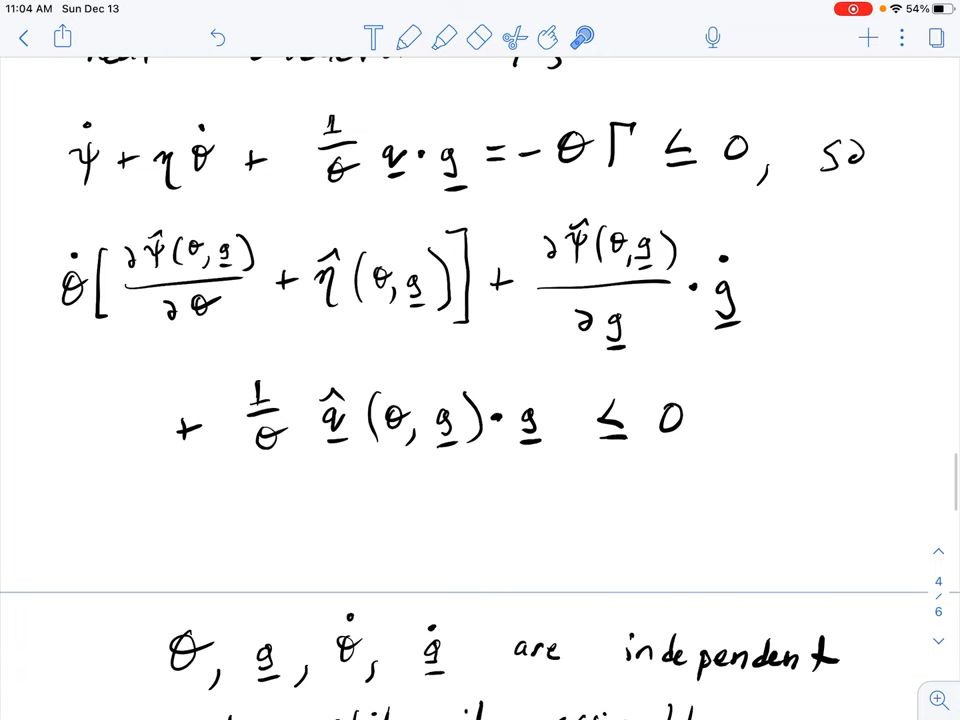 11:04 AM Sun Dec 13 54%
T
ψ̇ + η θ̇ + 1/θ q · g = - θ Γ ≤ 0, so
θ̇ [ ∂ψ̂(θ, g)/∂θ + η̂ (θ, g) ] + ∂ψ̂(θ, g)/∂g · ġ
+ 1/θ q̂ (θ, g) · g ≤ 0
4
/
6
θ, g, θ̇, ġ are independent